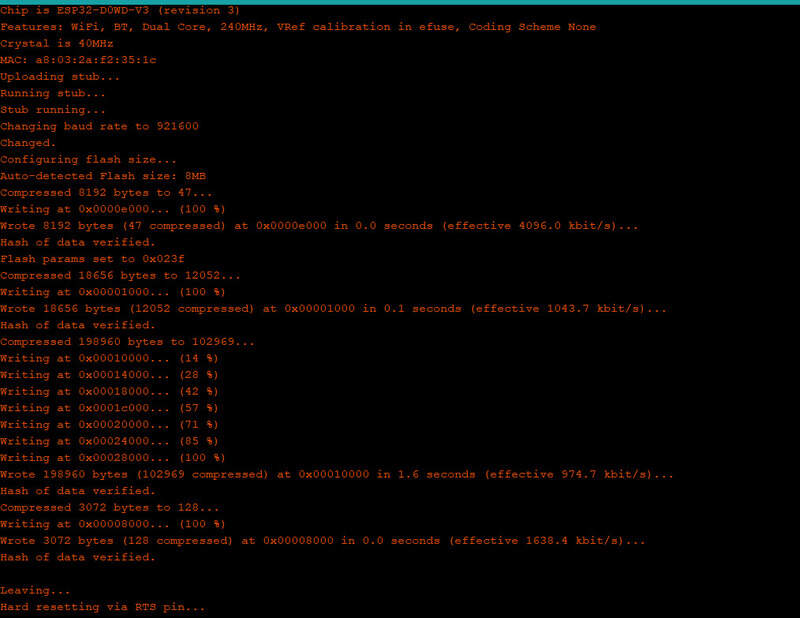 Chip is ESP32-D0WD-V3 (revision 3)
Features: WiFi, BT, Dual Core, 240MHz, VRef calibration in efuse, Coding Scheme None
Crystal is 40MHz
MAC: a8:03:2a:f2:35:1c
Uploading stub...
Running stub...
Stub running...
Changing baud rate to 921600
Changed.
Configuring flash size...
Auto-detected Flash size: 8MB
Compressed 8192 bytes to 47...
Writing at 0x0000e000... (100 %)
Wrote 8192 bytes (47 compressed) at 0x0000e000 in 0.0 seconds (effective 4096.0 kbit/s)...
Hash of data verified.
Flash params set to 0x023f
Compressed 18656 bytes to 12052...
Writing at 0x00001000... (100 %)
Wrote 18656 bytes (12052 compressed) at 0x00001000 in 0.1 seconds (effective 1043.7 kbit/s)...
Hash of data verified.
Compressed 198960 bytes to 102969...
Writing at 0x00010000... (14 %)
Writing at 0x00014000... (28 %)
Writing at 0x00018000... (42 %)
Writing at 0x0001c000... (57 %)
Writing at 0x00020000... (71 %)
Writing at 0x00024000... (85 %)
Writing at 0x00028000... (100 %)
Wrote 198960 bytes (102969 compressed) at 0x00010000 in 1.6 seconds (effective 974.7 kbit/s)...
Hash of data verified.
Compressed 3072 bytes to 128...
Writing at 0x00008000... (100 %)
Wrote 3072 bytes (128 compressed) at 0x00008000 in 0.0 seconds (effective 1638.4 kbit/s)...
Hash of data verified.
Leaving...
Hard resetting via RTS pin...